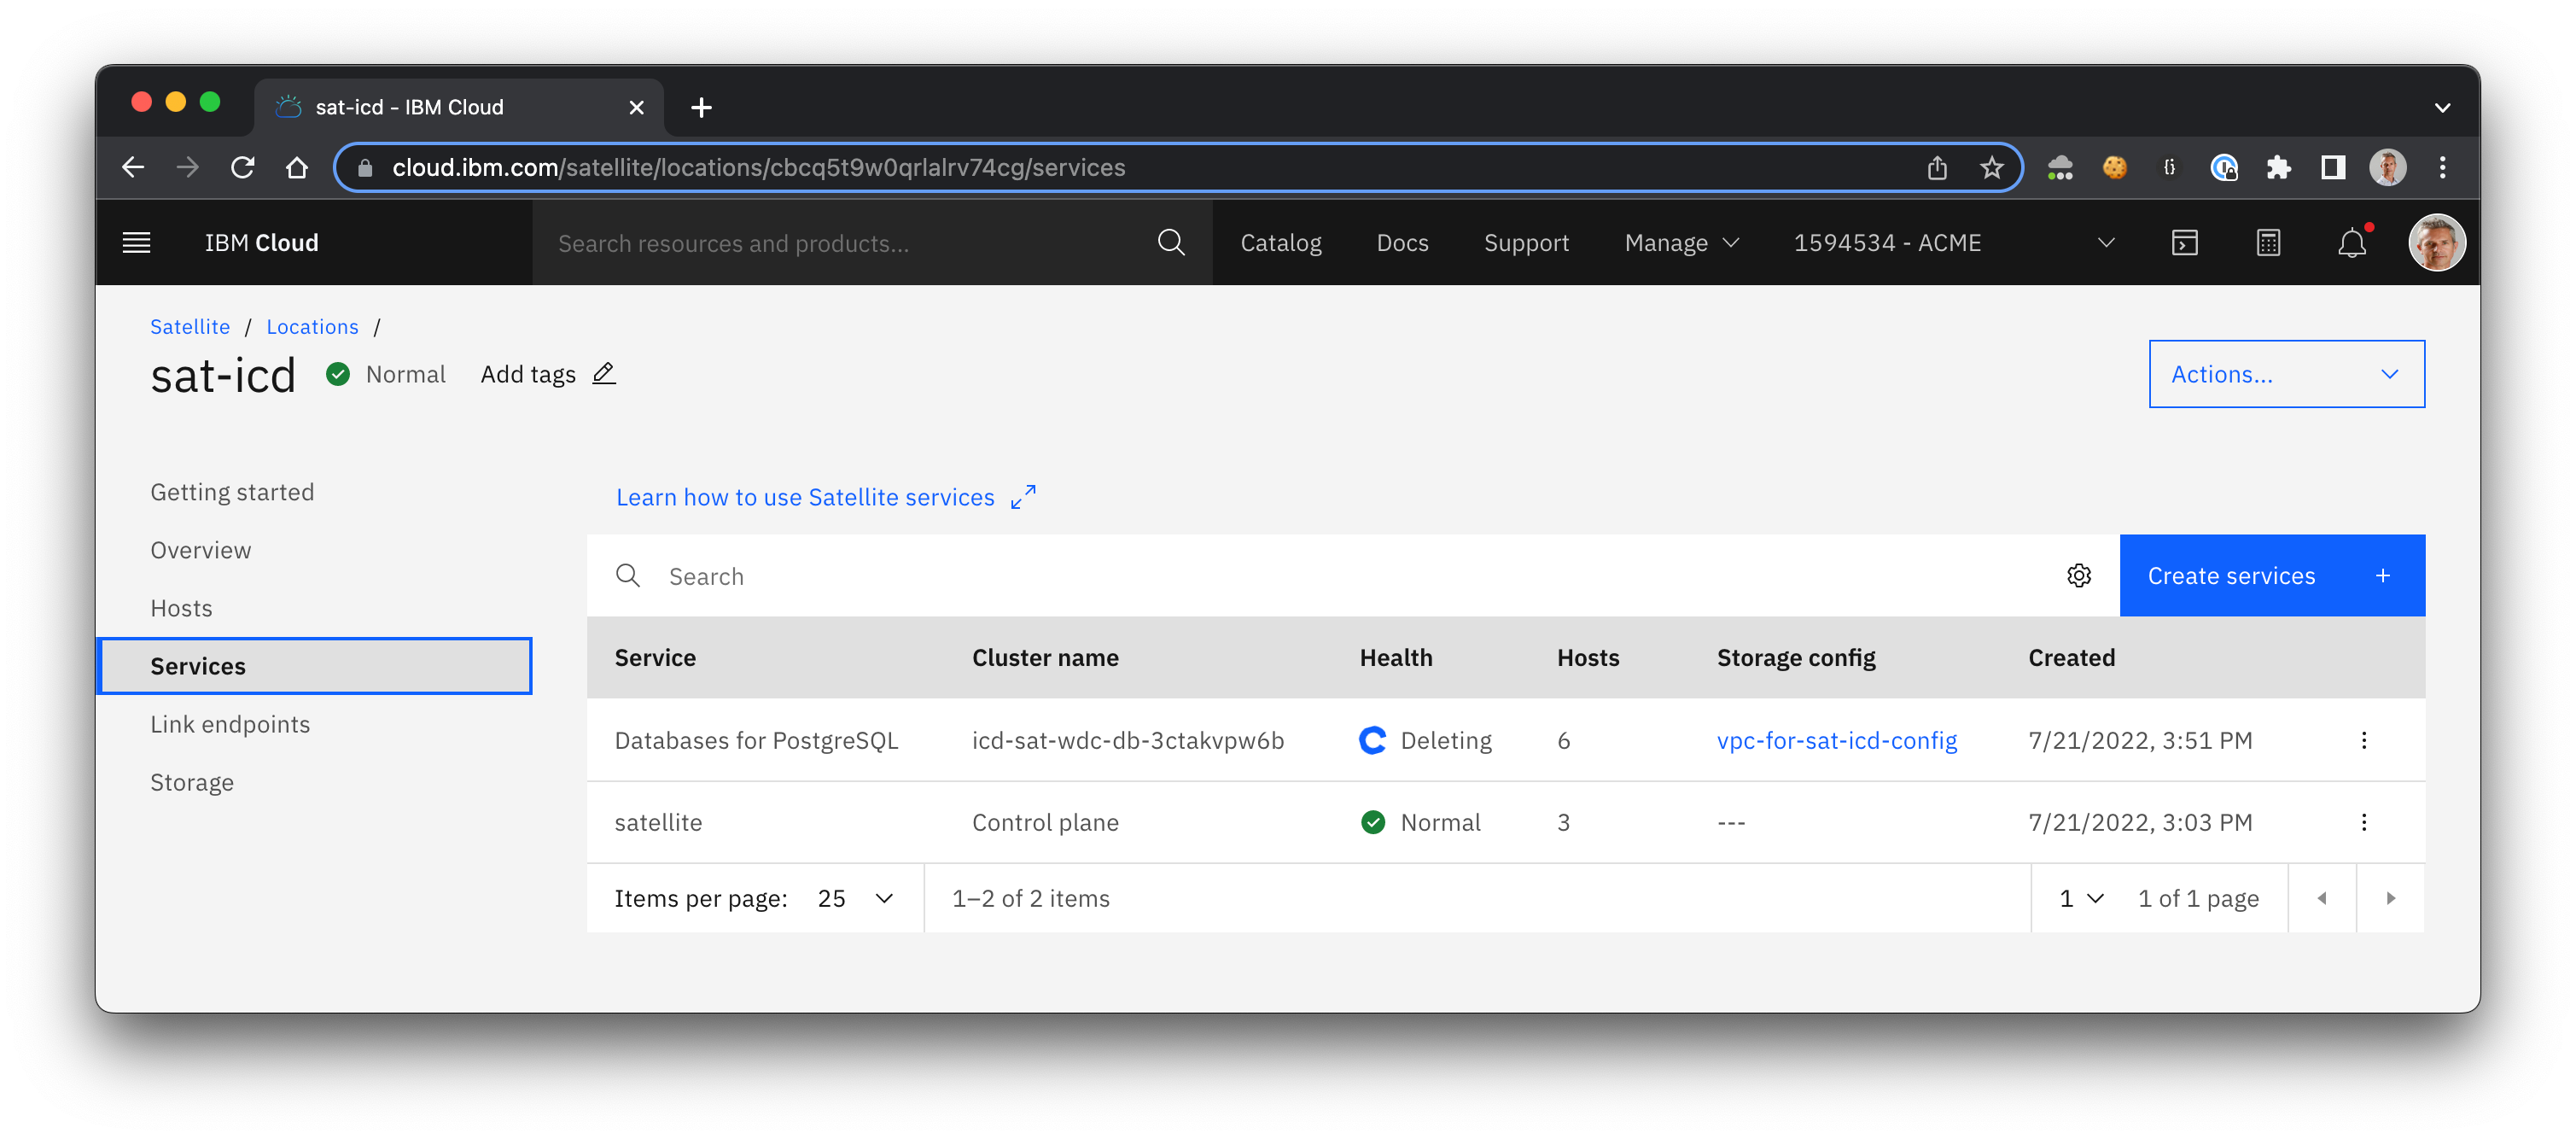 sat-icd - IBM Cloud
cloud.ibm.com/satellite/locations/cbcq5t9w0qrlalrv74cg/services
IBM Cloud Search resources and products... Catalog Docs Support Manage 1594534 - ACME
Satellite / Locations /
sat-icd Normal Add tags Actions...
Getting started
Overview
Hosts
Services
Link endpoints
Storage
Learn how to use Satellite services
Search Create services +
Service Cluster name Health Hosts Storage config Created
Databases for PostgreSQL icd-sat-wdc-db-3ctakvpw6b Deleting 6 vpc-for-sat-icd-config 7/21/2022, 3:51 PM
satellite Control plane Normal 3 --- 7/21/2022, 3:03 PM
Items per page: 25 1–2 of 2 items 1 1 of 1 page